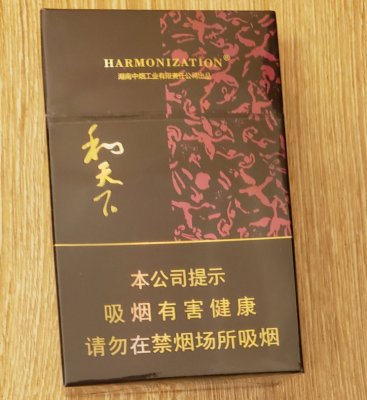 HARMONIZATION®
湖南中烟工业有限责任公司出品
和天下
本公司提示
吸烟有害健康
请勿在禁烟场所吸烟